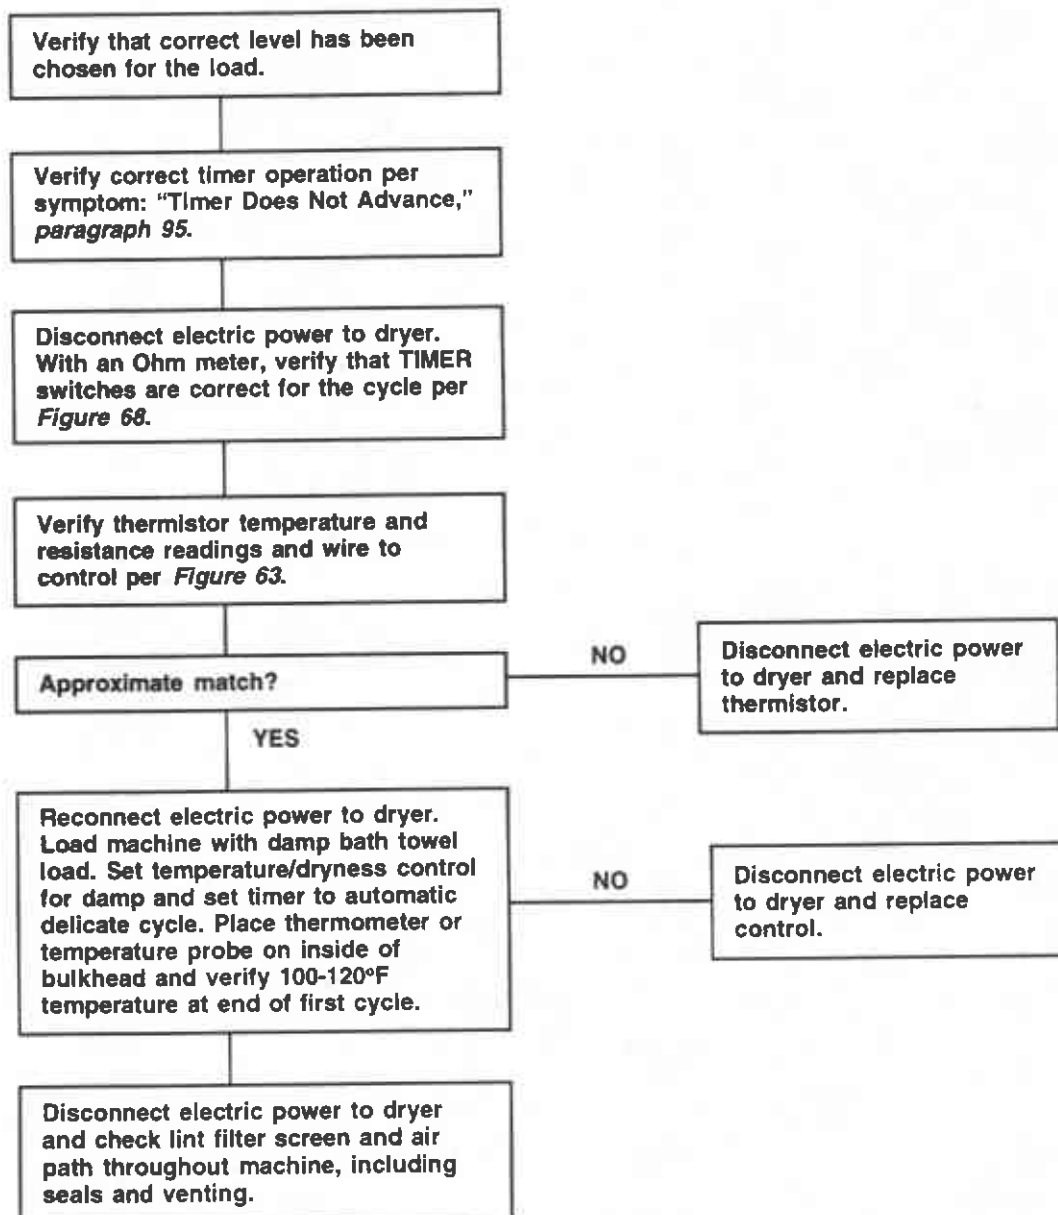 Verify that correct level has been
chosen for the load.
Verify correct timer operation per
symptom: “Timer Does Not Advance,”
paragraph 95.
Disconnect electric power to dryer.
With an Ohm meter, verify that TIMER
switches are correct for the cycle per
Figure 68.
Verify thermistor temperature and
resistance readings and wire to
control per Figure 63.
Approximate match?
NO
Disconnect electric power
to dryer and replace
thermistor.
YES
Reconnect electric power to dryer.
Load machine with damp bath towel
load. Set temperature/dryness control
for damp and set timer to automatic
delicate cycle. Place thermometer or
temperature probe on inside of
bulkhead and verify 100-120°F
temperature at end of first cycle.
NO
Disconnect electric power
to dryer and replace
control.
Disconnect electric power to dryer
and check lint filter screen and air
path throughout machine, including
seals and venting.